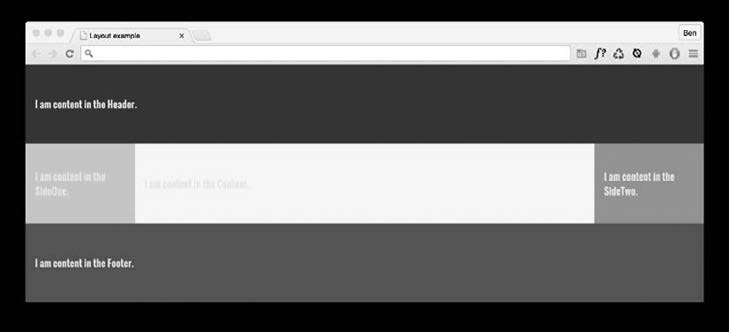 Layout example
Ben
I am content in the Header.
I am content in the
SideOne.
I am content in the Content.
I am content in the
SideTwo.
I am content in the Footer.